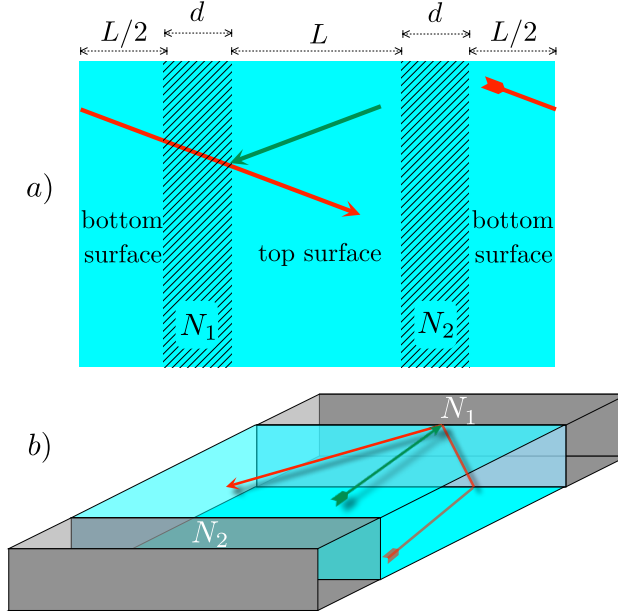 L/2
d
L
d
L/2
a)
bottom
surface
top surface
bottom
surface
N₁
N₂
b)
N₁
N₂